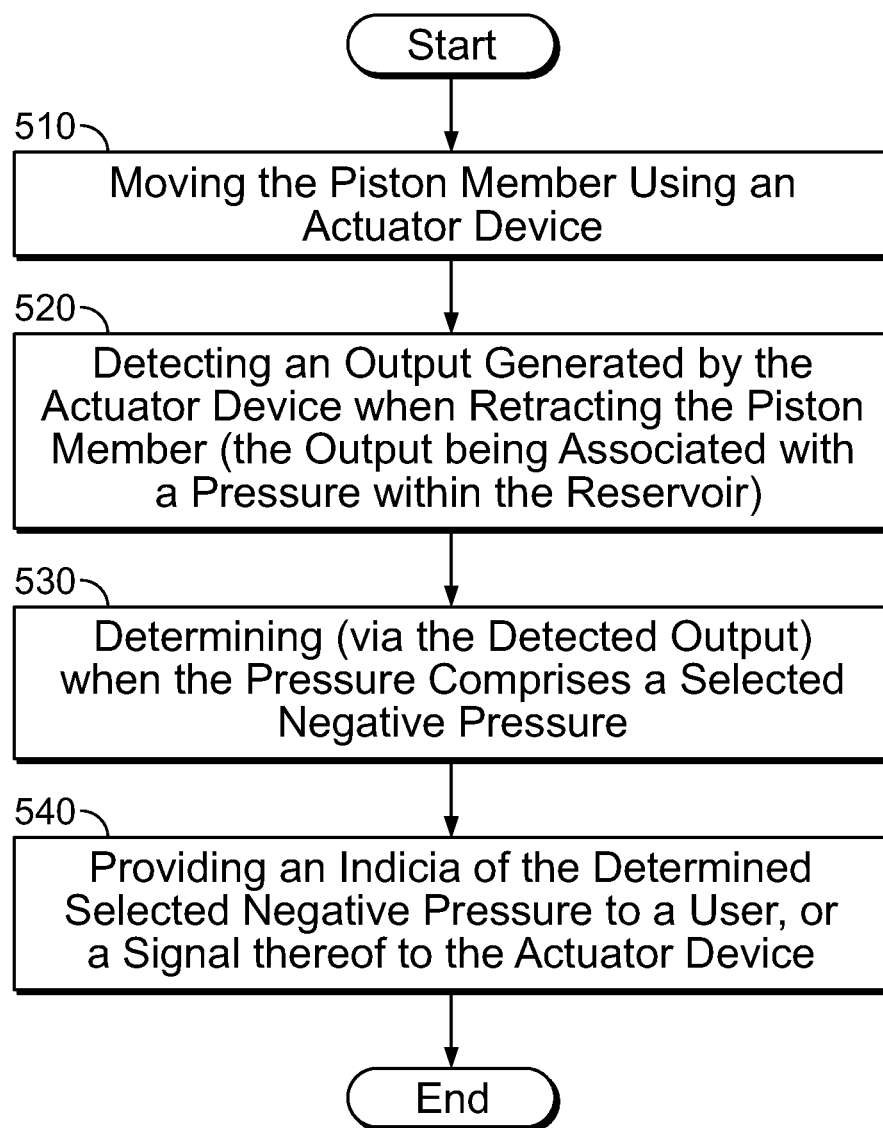 Start
510
Moving the Piston Member Using an
Actuator Device
520
Detecting an Output Generated by the
Actuator Device when Retracting the Piston
Member (the Output being Associated with
a Pressure within the Reservoir)
530
Determining (via the Detected Output)
when the Pressure Comprises a Selected
Negative Pressure
540
Providing an Indicia of the Determined
Selected Negative Pressure to a User, or
a Signal thereof to the Actuator Device
End